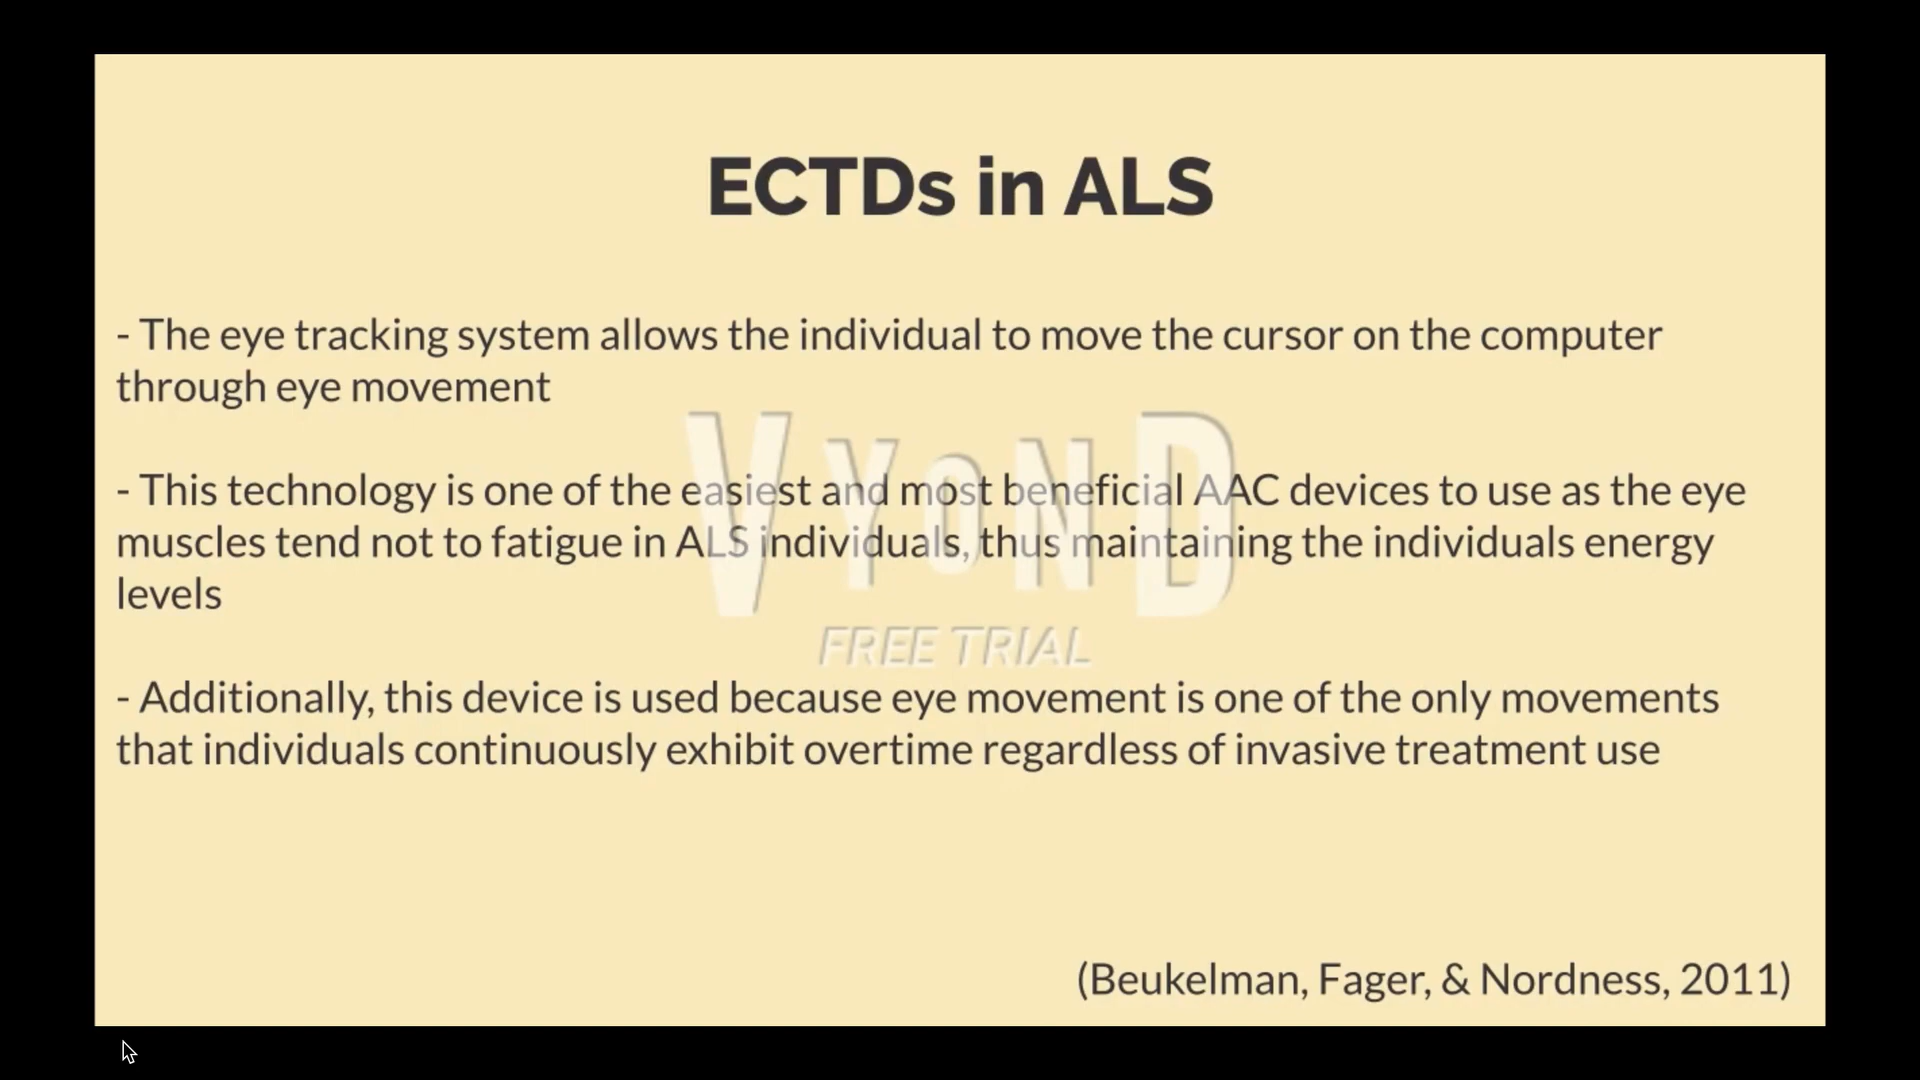 ECTDs in ALS
- The eye tracking system allows the individual to move the cursor on the computer
through eye movement
- This technology is one of the easiest and most beneficial AAC devices to use as the eye
muscles tend not to fatigue in ALS individuals, thus maintaining the individuals energy
levels
VYOND
FREE TRIAL
- Additionally, this device is used because eye movement is one of the only movements
that individuals continuously exhibit overtime regardless of invasive treatment use
(Beukelman, Fager, & Nordness, 2011)